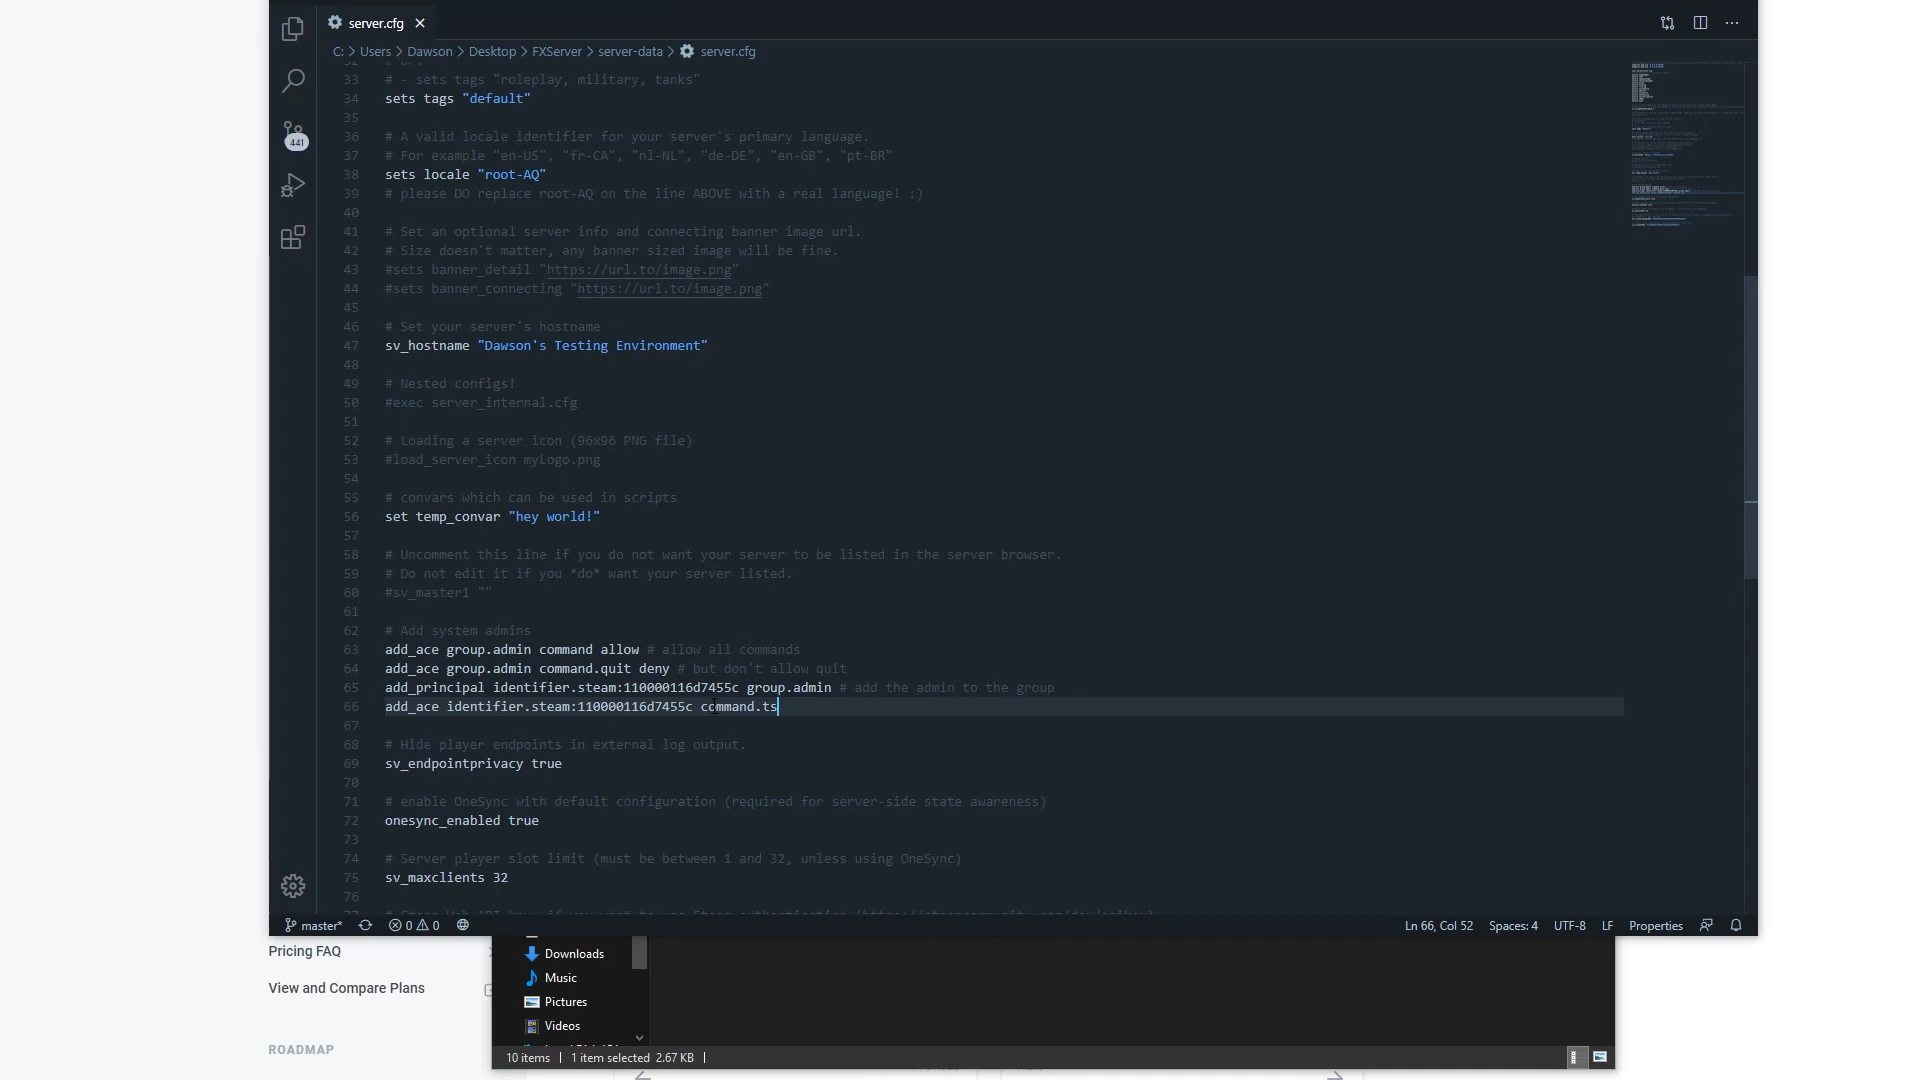 server.cfg
C: > Users > Dawson > Desktop > FXServer > server-data > server.cfg
33 # - sets tags "roleplay, military, tanks"
34 sets tags "default"
35
36 # A valid locale identifier for your server's primary language.
37 # For example "en-US", "fr-CA", "nl-NL", "de-DE", "en-GB", "pt-BR"
38 sets locale "root-AQ"
39 # please DO replace root-AQ on the line ABOVE with a real language! :)
40
41 # Set an optional server info and connecting banner image url.
42 # Size doesn't matter, any banner sized image will be fine.
43 #sets banner_detail "https://url.to/image.png"
44 #sets banner_connecting "https://url.to/image.png"
45
46 # Set your server's hostname
47 sv_hostname "Dawson's Testing Environment"
48
49 # Nested configs!
50 #exec server_internal.cfg
51
52 # Loading a server icon (96x96 PNG file)
53 #load_server_icon myLogo.png
54
55 # convars which can be used in scripts
56 set temp_convar "hey world!"
57
58 # Uncomment this line if you do not want your server to be listed in the server browser.
59 # Do not edit it if you *do* want your server listed.
60 #sv_master1 ""
61
62 # Add system admins
63 add_ace group.admin command allow # allow all commands
64 add_ace group.admin command.quit deny # but don't allow quit
65 add_principal identifier.steam:110000116d7455c group.admin # add the admin to the group
66 add_ace identifier.steam:110000116d7455c command.ts
67
68 # Hide player endpoints in external log output.
69 sv_endpointprivacy true
70
71 # enable OneSync with default configuration (required for server-side state awareness)
72 onesync_enabled true
73
74 # Server player slot limit (must be between 1 and 32, unless using OneSync)
75 sv_maxclients 32
76
441
master* 0 0 Ln 66, Col 52 Spaces: 4 UTF-8 LF Properties
Pricing FAQ
View and Compare Plans
ROADMAP
Downloads
Music
Pictures
Videos
10 items | 1 item selected 2.67 KB |